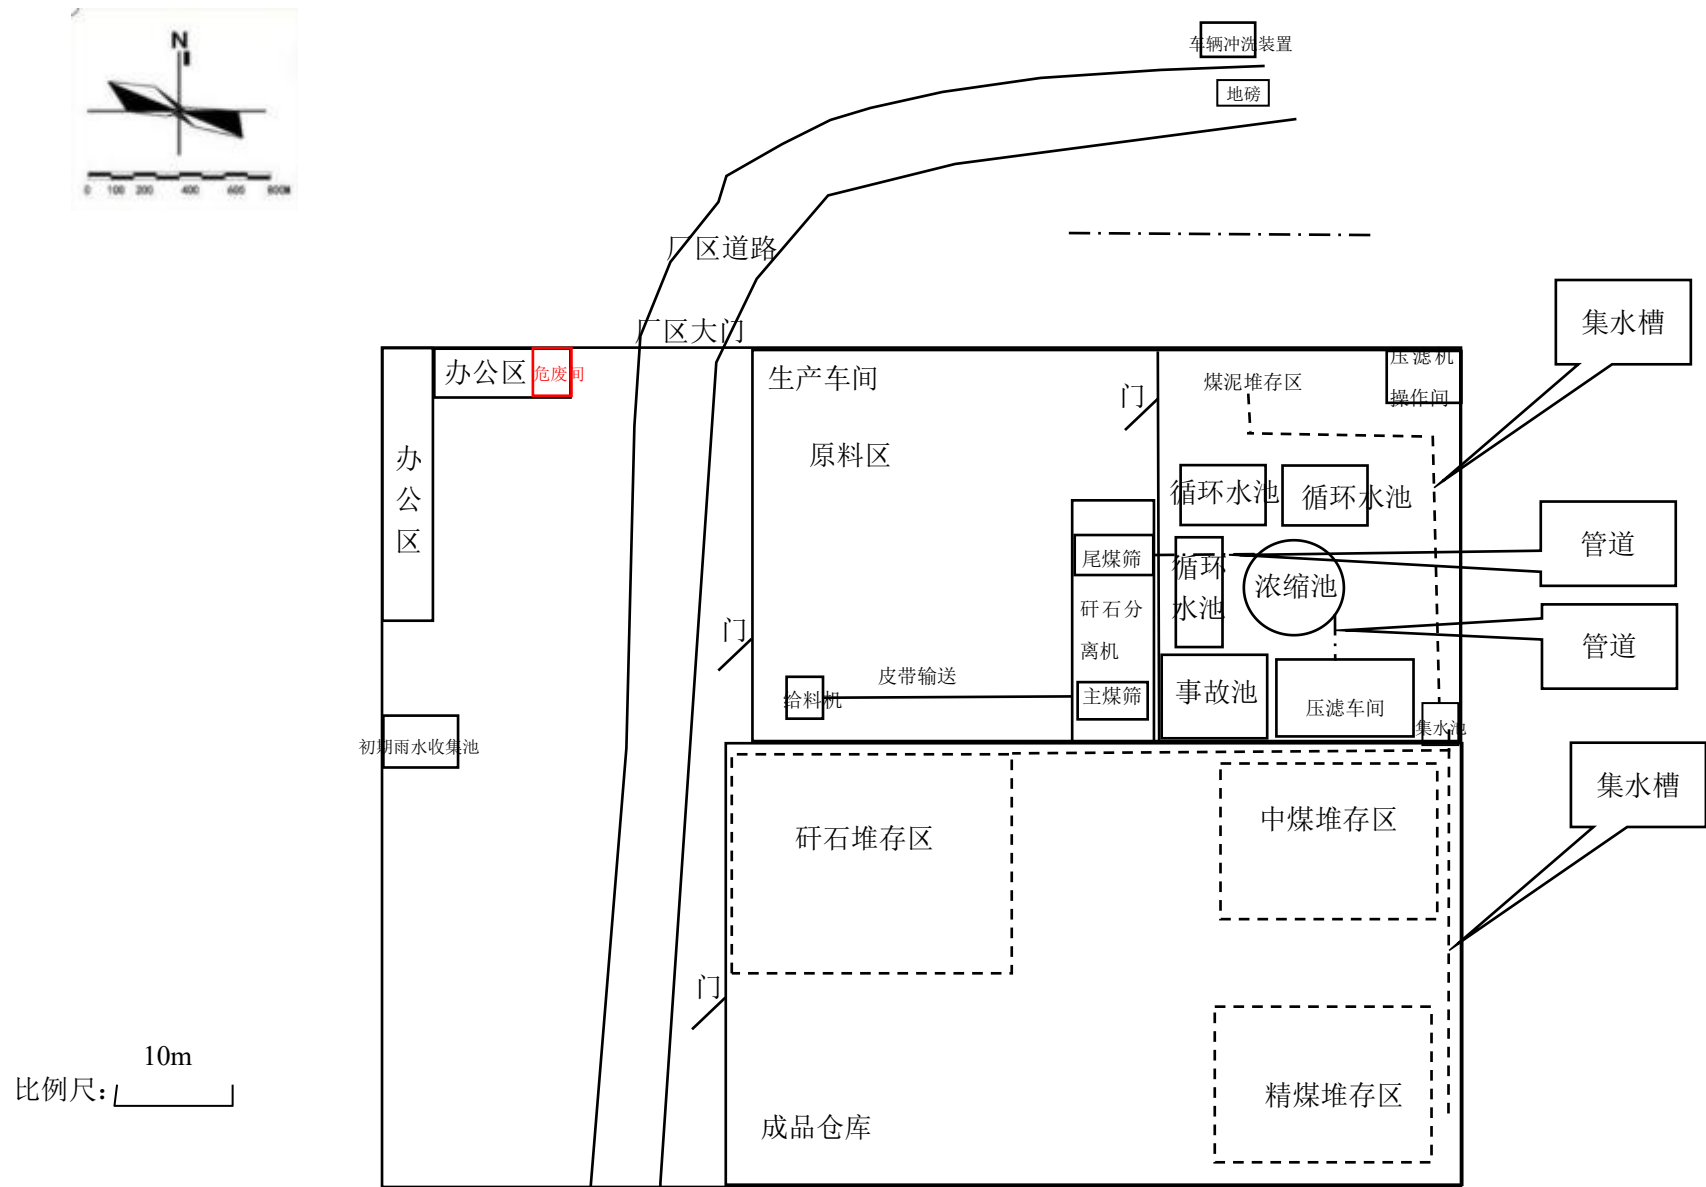 N
0 100 200 400 600 800M
车辆冲洗装置
地磅
厂区道路
厂区大门
集水槽
办公区
危废间
生产车间
门
煤泥堆存区
压滤机
操作间
办
公
区
原料区
循环水池
循环水池
管道
尾煤筛
循环
水池
浓缩池
矸石分
离机
门
管道
皮带输送
给料机
主煤筛
事故池
压滤车间
集水池
初期雨水收集池
集水槽
矸石堆存区
中煤堆存区
门
10m
比例尺:
精煤堆存区
成品仓库